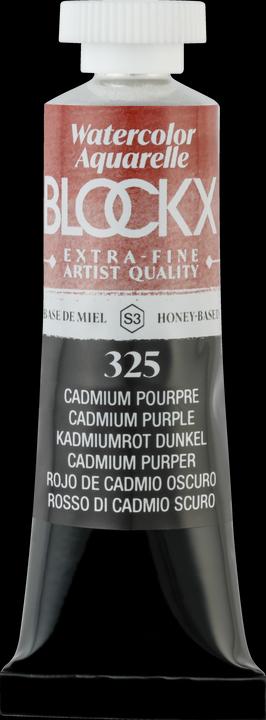 Watercolor
Aquarelle
BLOCKX
EXTRA-FINE
ARTIST QUALITY
BASE DE MIEL S3 HONEY-BASED
325
CADMIUM POURPRE
CADMIUM PURPLE
KADMIUMROT DUNKEL
CADMIUM PURPER
ROJO DE CADMIO OSCURO
ROSSO DI CADMIO SCURO